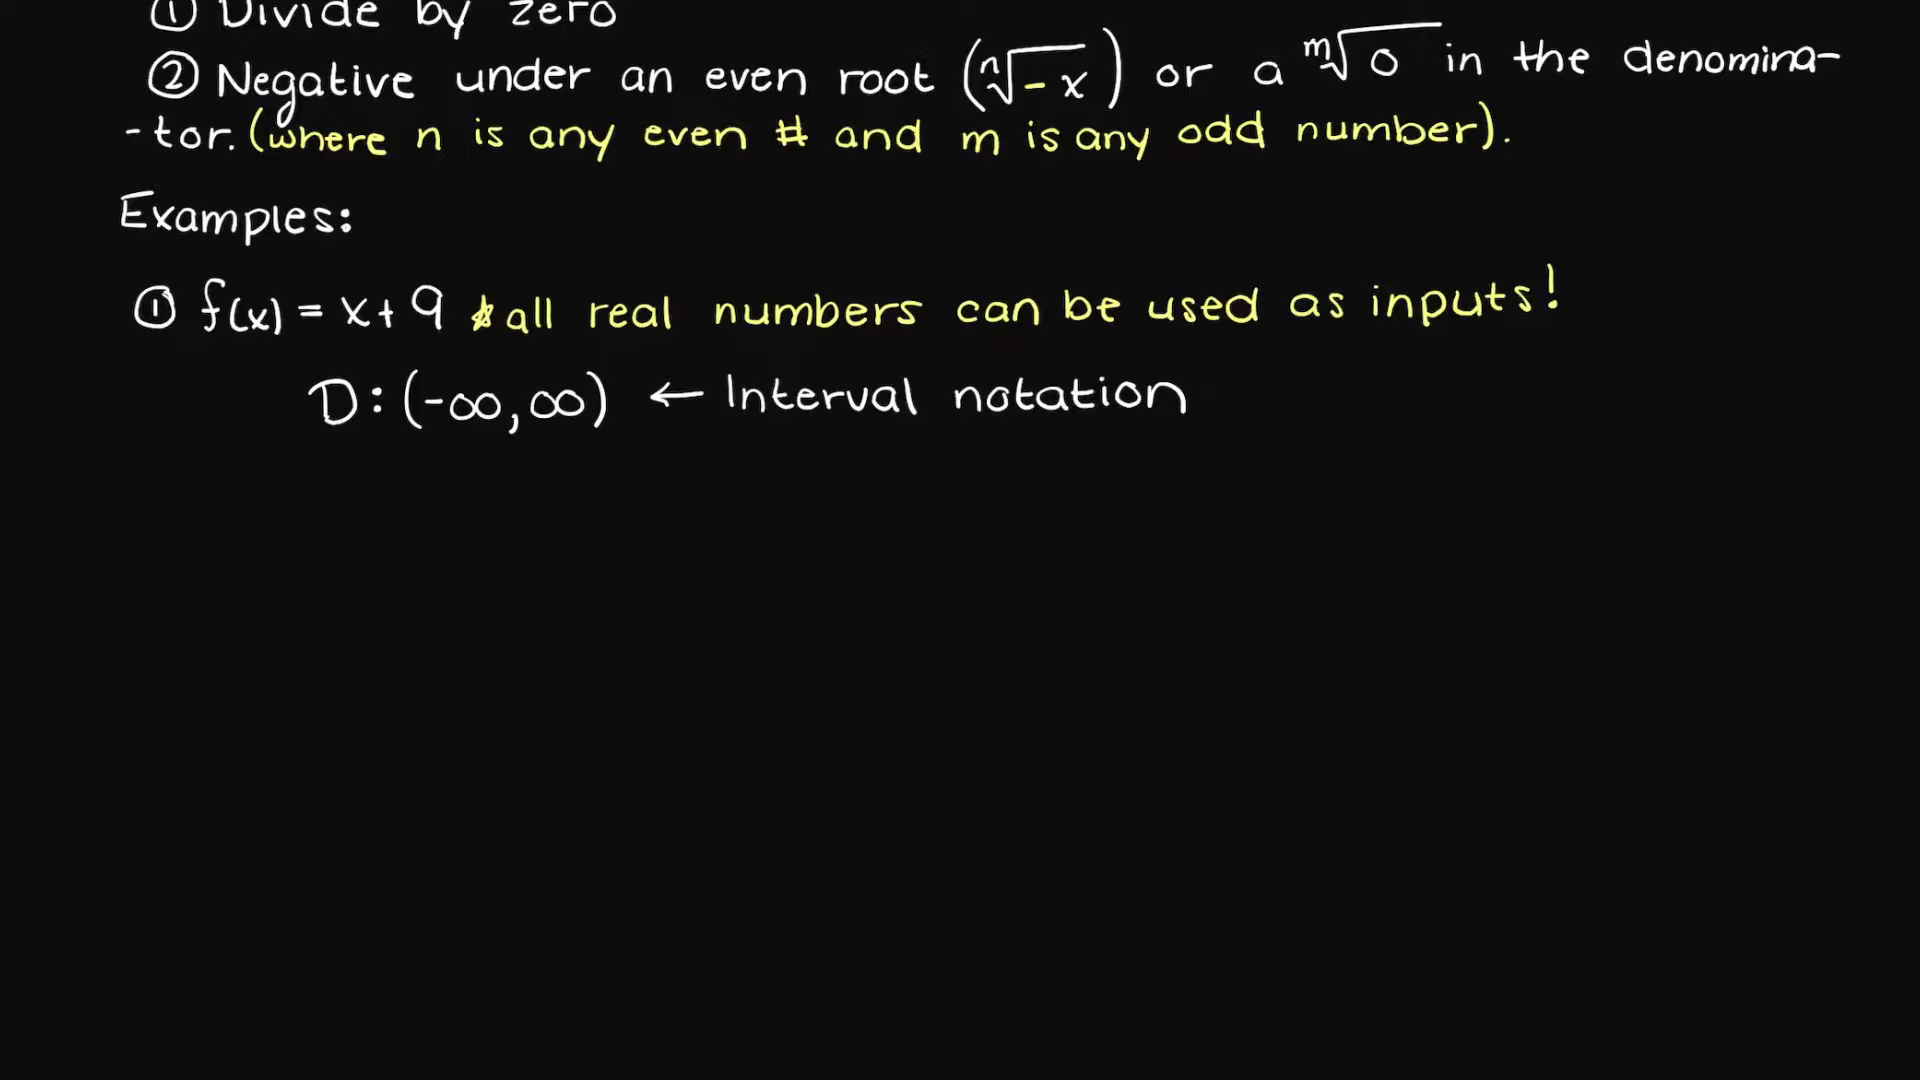 ① Divide by zero
② Negative under an even root (ⁿ√-x) or a ᵐ√0 in the denomina-
-tor. (where n is any even # and m is any odd number).
Examples:
① f(x) = x+9 * all real numbers can be used as inputs!
D: (-∞,∞) ← Interval notation